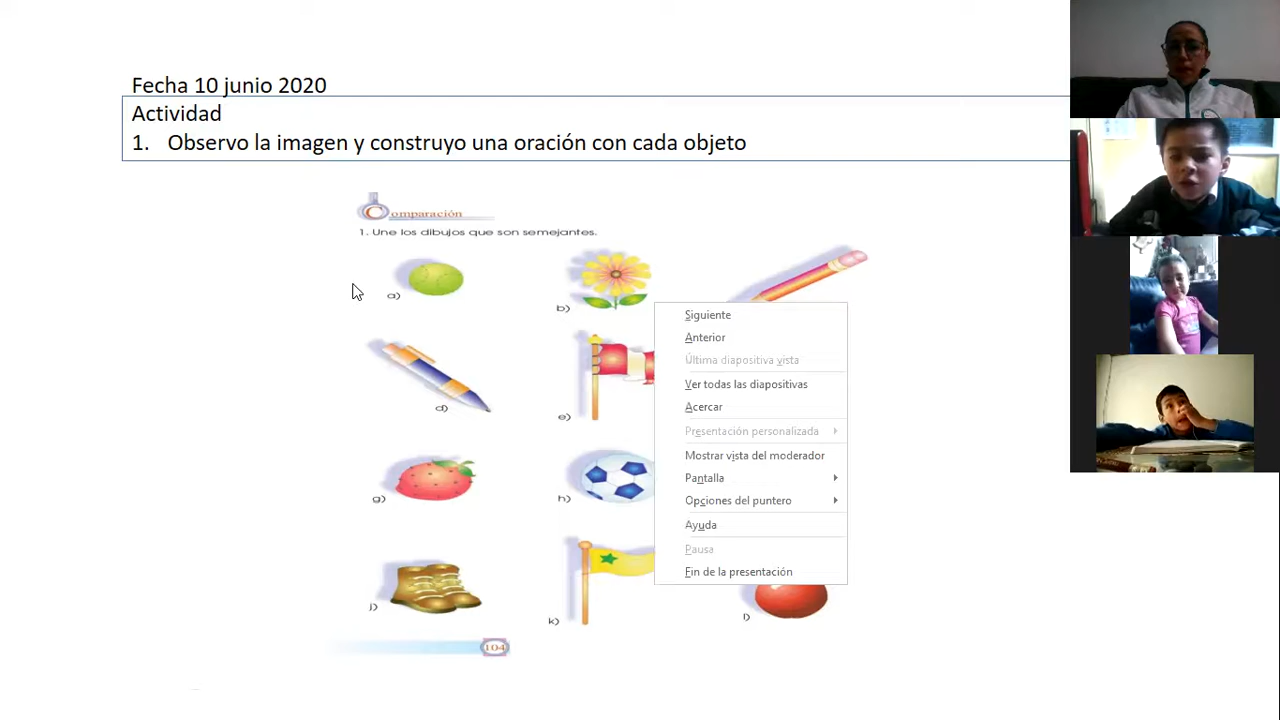 Fecha 10 junio 2020
Actividad
1. Observo la imagen y construyo una oración con cada objeto
Comparación
1. Une los dibujos que son semejantes.
a)
b)
d)
e)
g)
h)
j)
k)
l)
104
Siguiente
Anterior
Última diapositiva vista
Ver todas las diapositivas
Acercar
Presentación personalizada
Mostrar vista del moderador
Pantalla
Opciones del puntero
Ayuda
Pausa
Fin de la presentación